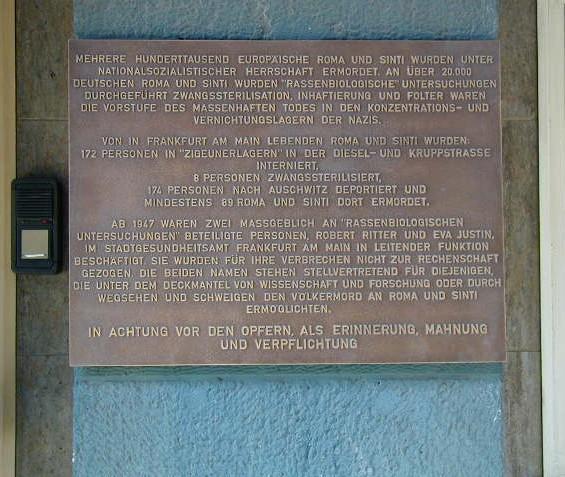 MEHRERE HUNDERTTAUSEND EUROPÄISCHE ROMA UND SINTI WURDEN UNTER
NATIONALSOZIALISTISCHER HERRSCHAFT ERMORDET. AN ÜBER 20.000
DEUTSCHEN ROMA UND SINTI WURDEN "RASSENBIOLOGISCHE" UNTERSUCHUNGEN
DURCHGEFÜHRT. ZWANGSSTERILISATION, INHAFTIERUNG UND FOLTER WAREN
DIE VORSTUFE DES MASSENHAFTEN TODES IN DEN KONZENTRATIONS- UND
VERNICHTUNGSLAGERN DER NAZIS.
VON IN FRANKFURT AM MAIN LEBENDEN ROMA UND SINTI WURDEN:
172 PERSONEN IN "ZIGEUNERLAGERN" IN DER DIESEL- UND KRUPPSTRASSE
INTERNIERT,
8 PERSONEN ZWANGSSTERILISIERT,
174 PERSONEN NACH AUSCHWITZ DEPORTIERT UND
MINDESTENS 89 ROMA UND SINTI DORT ERMORDET.
AB 1947 WAREN ZWEI MASSGEBLICH AN "RASSENBIOLOGISCHEN
UNTERSUCHUNGEN" BETEILIGTE PERSONEN, ROBERT RITTER UND EVA JUSTIN,
IM STADTGESUNDHEITSAMT FRANKFURT AM MAIN IN LEITENDER FUNKTION
BESCHÄFTIGT. SIE WURDEN FÜR IHRE VERBRECHEN NICHT ZUR RECHENSCHAFT
GEZOGEN. DIE BEIDEN NAMEN STEHEN STELLVERTRETEND FÜR DIEJENIGEN,
DIE UNTER DEM DECKMANTEL VON WISSENSCHAFT UND FORSCHUNG ODER DURCH
WEGSEHEN UND SCHWEIGEN DEN VÖLKERMORD AN ROMA UND SINTI
ERMÖGLICHTEN.
IN ACHTUNG VOR DEN OPFERN, ALS ERINNERUNG, MAHNUNG
UND VERPFLICHTUNG